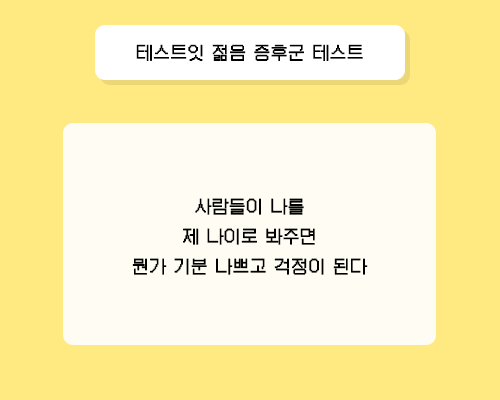 테스트잇 젊음 증후군 테스트
사람들이 나를
제 나이로 봐주면
뭔가 기분 나쁘고 걱정이 된다